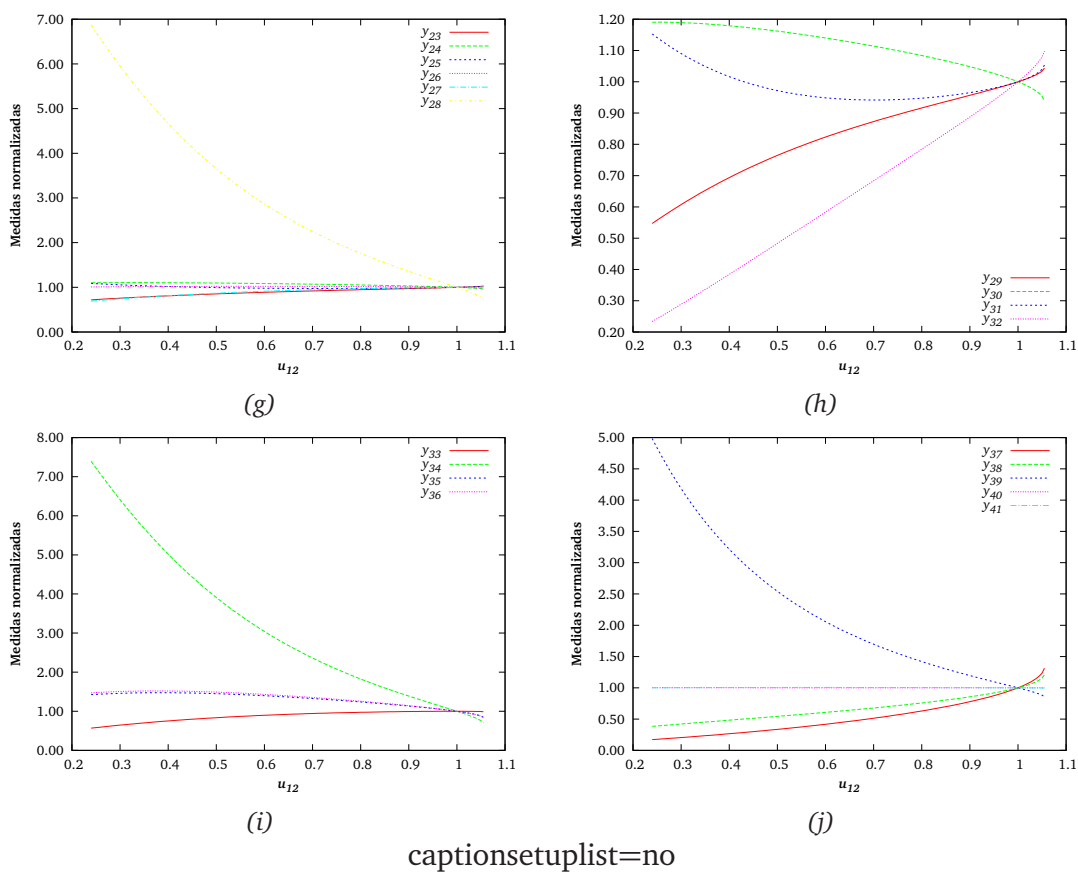 Medidas normalizadas
7.00
6.00
5.00
4.00
3.00
2.00
1.00
0.00
0.2 0.3 0.4 0.5 0.6 0.7 0.8 0.9 1 1.1
u12
y23
y24
y25
y26
y27
y28
(g)
Medidas normalizadas
1.20
1.10
1.00
0.90
0.80
0.70
0.60
0.50
0.40
0.30
0.20
0.2 0.3 0.4 0.5 0.6 0.7 0.8 0.9 1 1.1
u12
y29
y30
y31
y32
(h)
Medidas normalizadas
8.00
7.00
6.00
5.00
4.00
3.00
2.00
1.00
0.00
0.2 0.3 0.4 0.5 0.6 0.7 0.8 0.9 1 1.1
u12
y33
y34
y35
y36
(i)
Medidas normalizadas
5.00
4.50
4.00
3.50
3.00
2.50
2.00
1.50
1.00
0.50
0.00
0.2 0.3 0.4 0.5 0.6 0.7 0.8 0.9 1 1.1
u12
y37
y38
y39
y40
y41
(j)
captionsetuplist=no